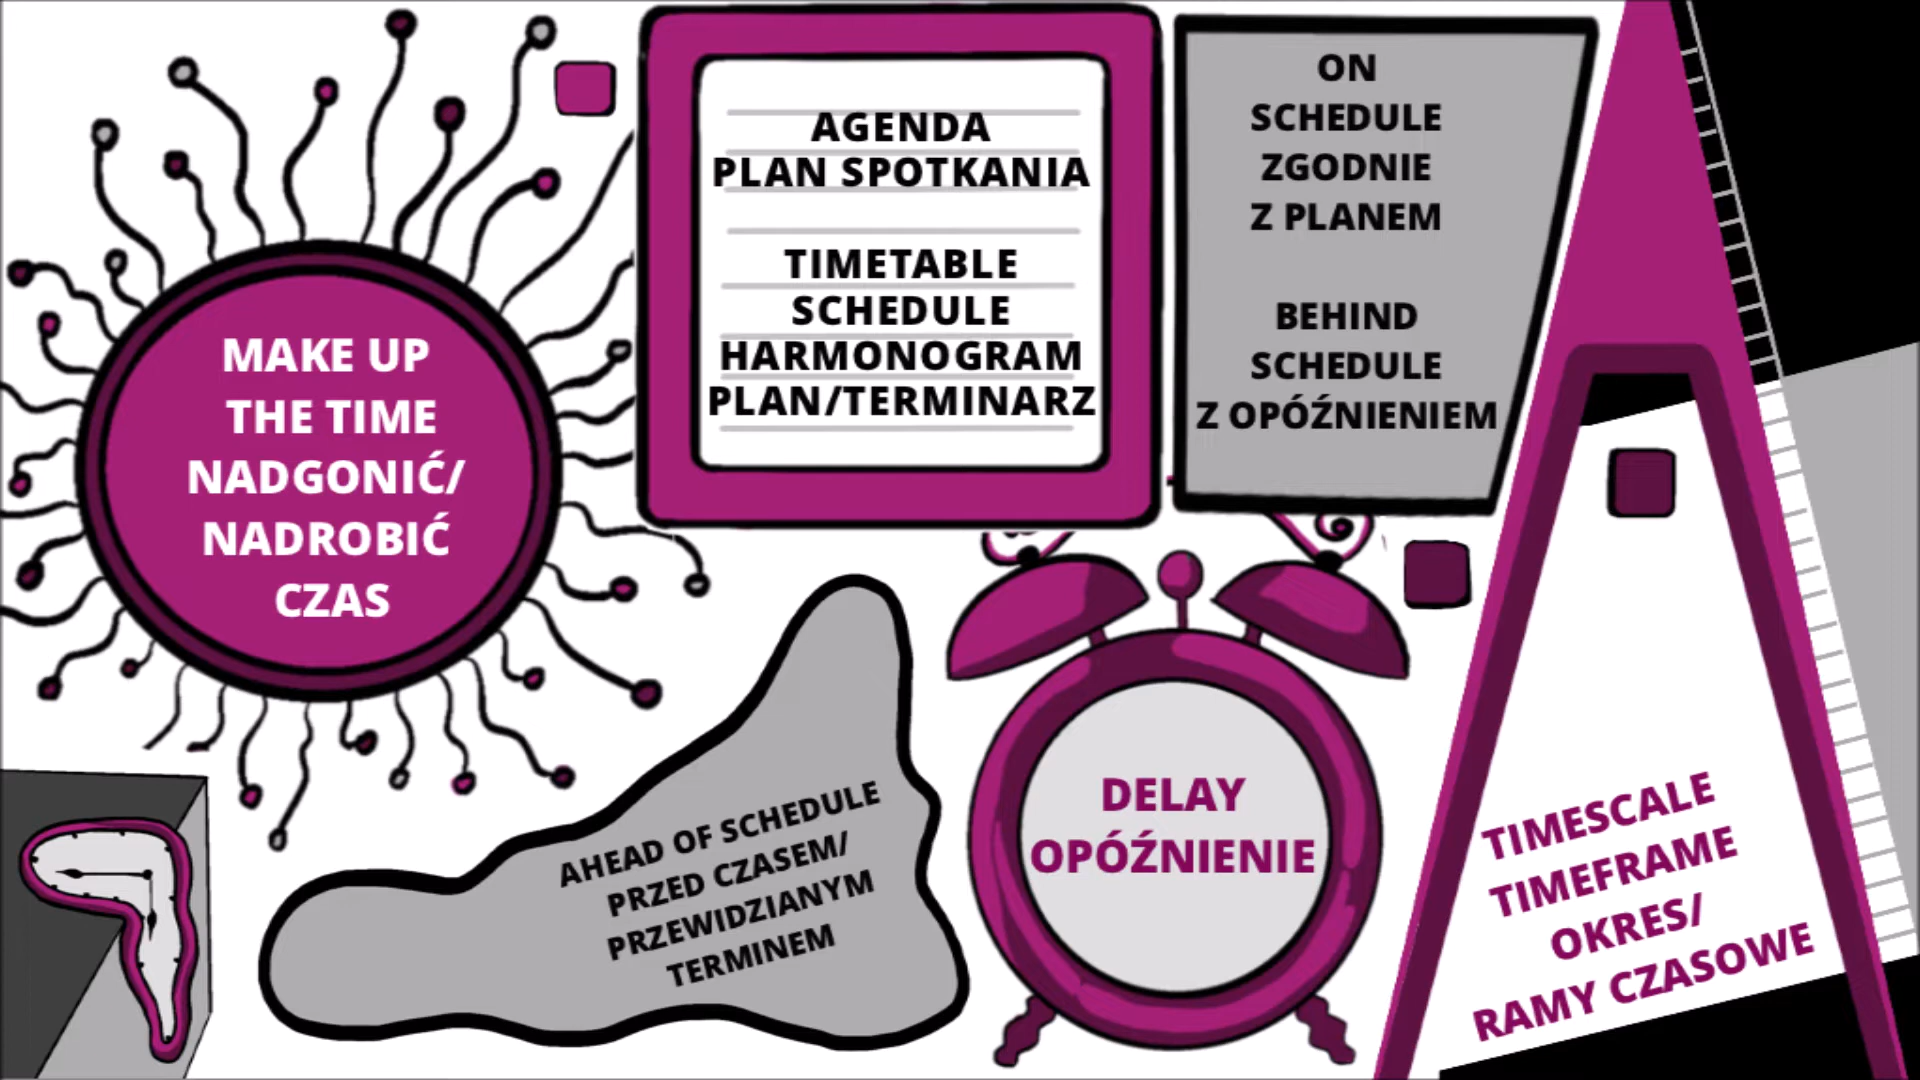 MAKE UP
THE TIME
NADGONIĆ/
NADROBIĆ
CZAS
AGENDA
PLAN SPOTKANIA
TIMETABLE
SCHEDULE
HARMONOGRAM
PLAN/TERMINARZ
ON
SCHEDULE
ZGODNIE
Z PLANEM
BEHIND
SCHEDULE
Z OPÓŹNIENIEM
AHEAD OF SCHEDULE
PRZED CZASEM/
PRZEWIDZIANYM
TERMINEM
DELAY
OPÓŹNIENIE
TIMESCALE
TIMEFRAME
OKRES/
RAMY CZASOWE